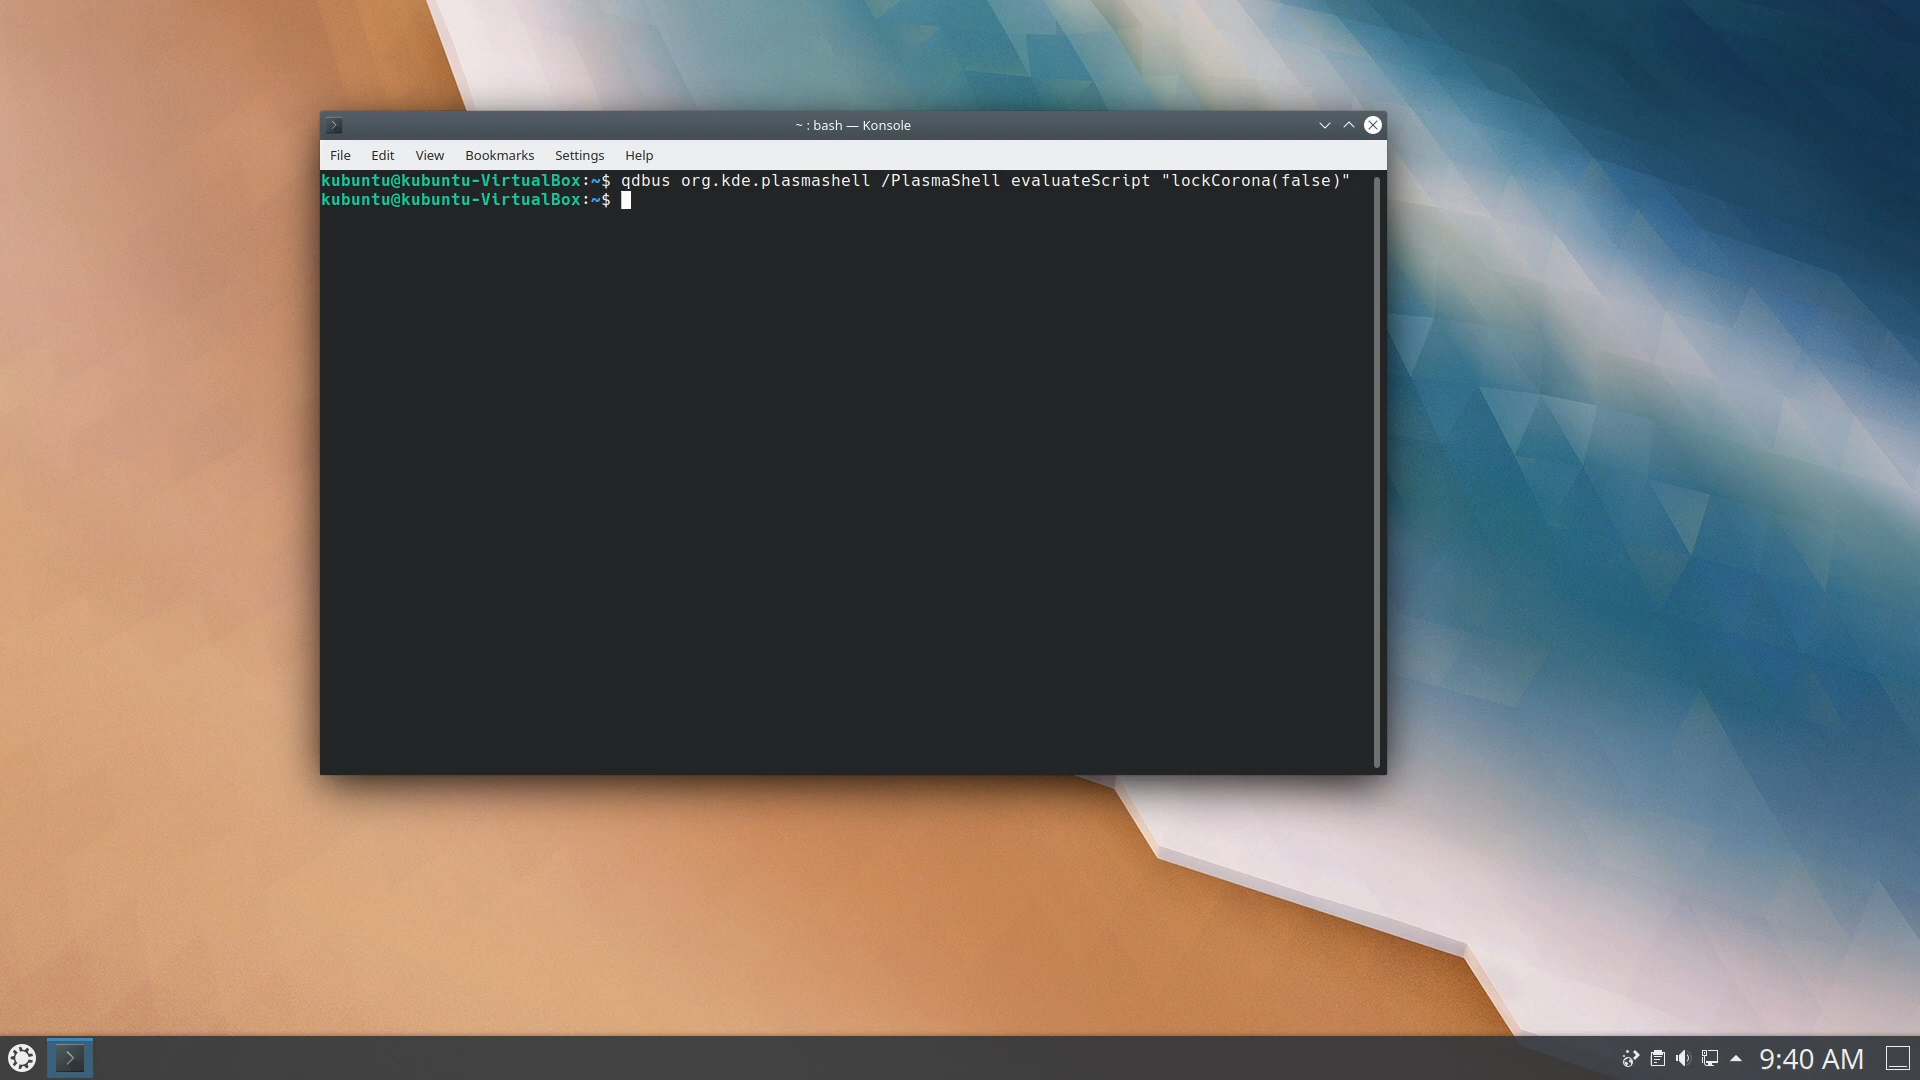 ~ : bash — Konsole
File Edit View Bookmarks Settings Help
kubuntu@kubuntu-VirtualBox:~$ qdbus org.kde.plasmashell /PlasmaShell evaluateScript "lockCorona(false)"
kubuntu@kubuntu-VirtualBox:~$
9:40 AM